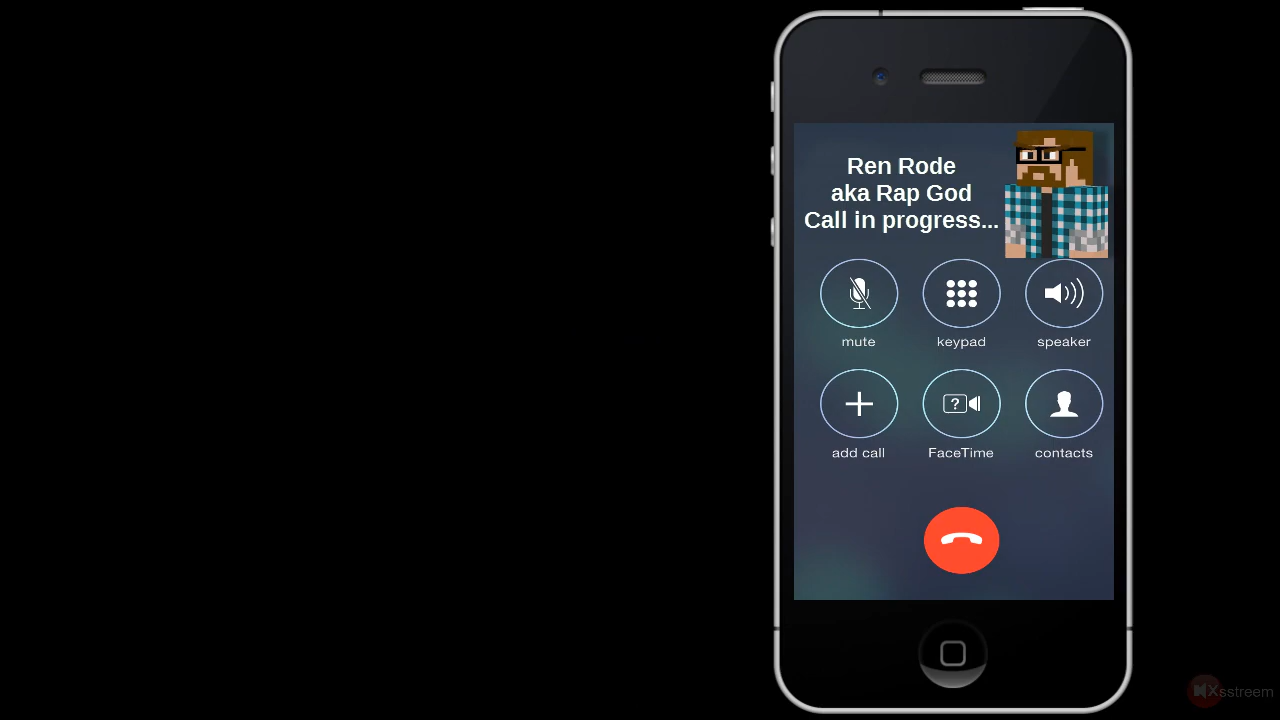 Ren Rode
aka Rap God
Call in progress...
mute
keypad
speaker
add call
?
FaceTime
contacts
Xsstreem